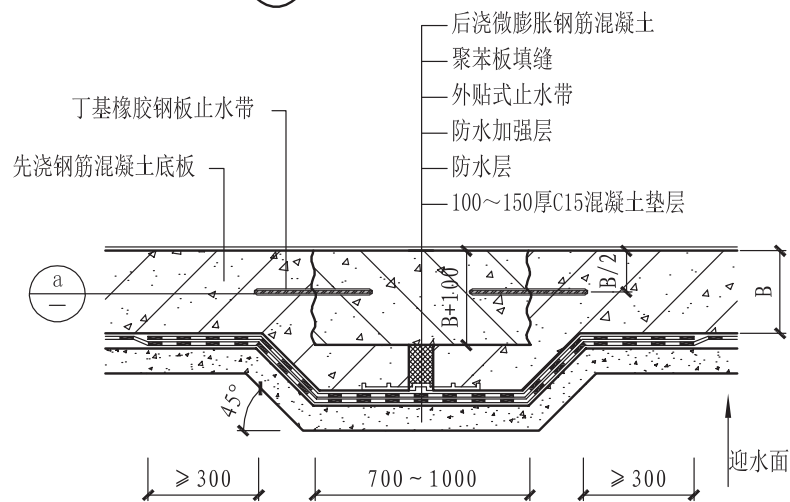 后浇微膨胀钢筋混凝土
聚苯板填缝
外贴式止水带
防水加强层
防水层
100～150厚C15混凝土垫层
丁基橡胶钢板止水带
先浇钢筋混凝土底板
a
—
B+100
B/2
B
45°
迎水面
≥300
700～1000
≥300